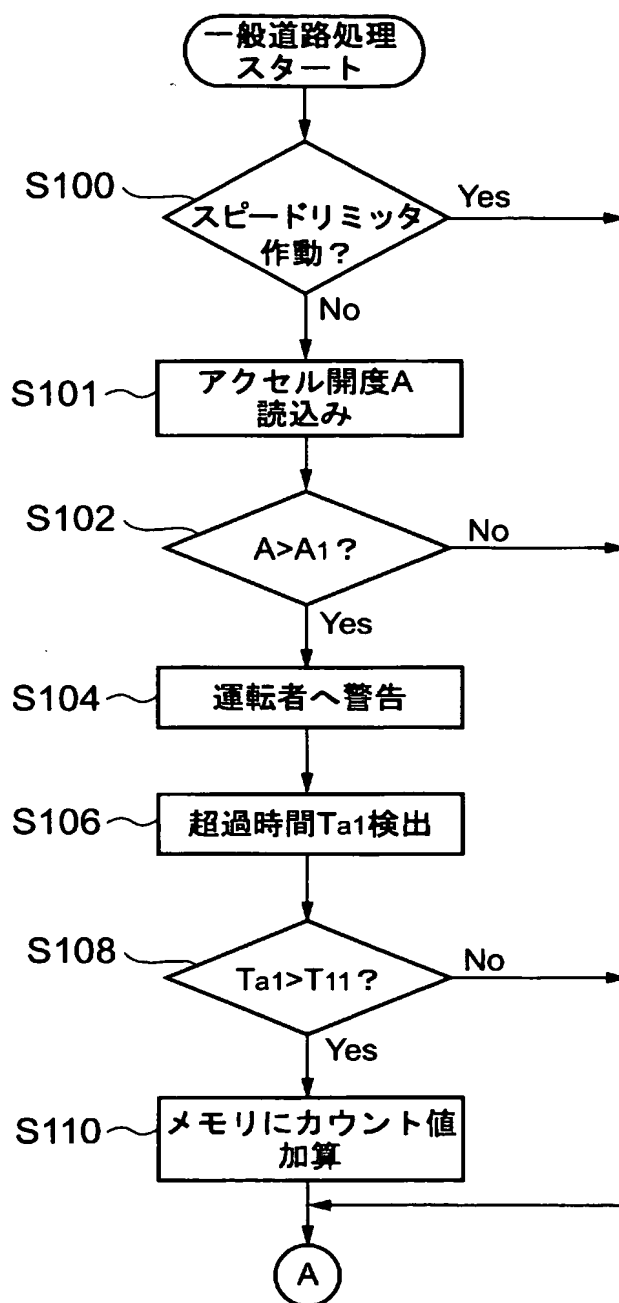 一般道路処理
スタート
S100
スピードリミッタ
作動？
Yes
No
S101
アクセル開度A
読込み
S102
A>A1？
No
Yes
S104
運転者へ警告
S106
超過時間Ta1検出
S108
Ta1>T11？
No
Yes
S110
メモリにカウント値
加算
A